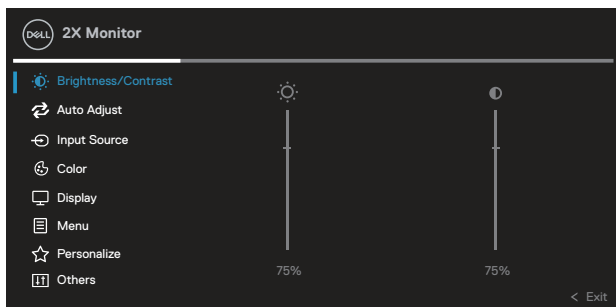 DELL 2X Monitor
Brightness/Contrast
Auto Adjust
Input Source
Color
Display
Menu
Personalize
Others
75% 75%
< Exit